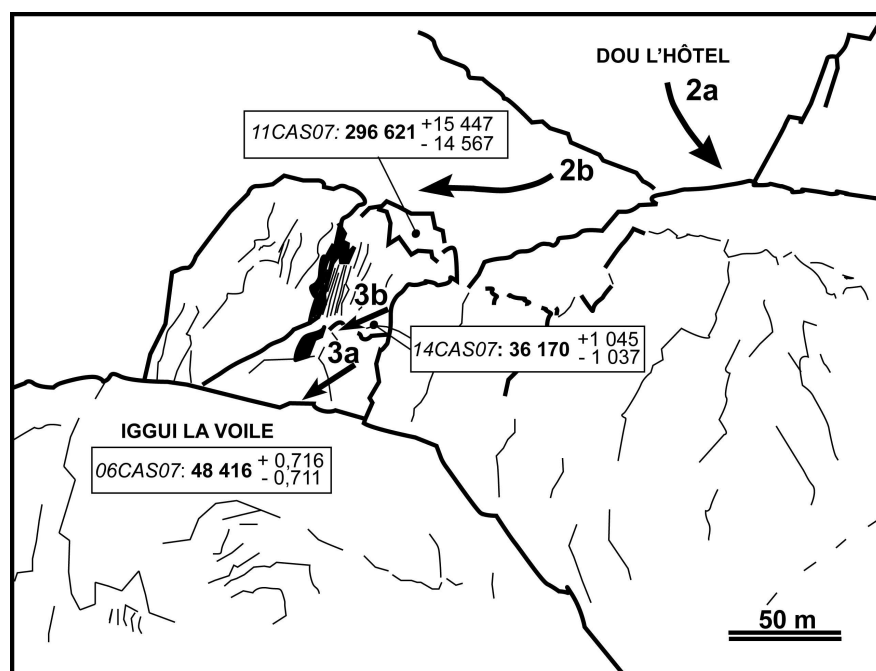 DOU L'HÔTEL
2a
11CAS07: 296 621 +15 447
- 14 567
2b
3b
14CAS07: 36 170 +1 045
- 1 037
3a
IGGUI LA VOILE
06CAS07: 48 416 + 0,716
- 0,711
50 m